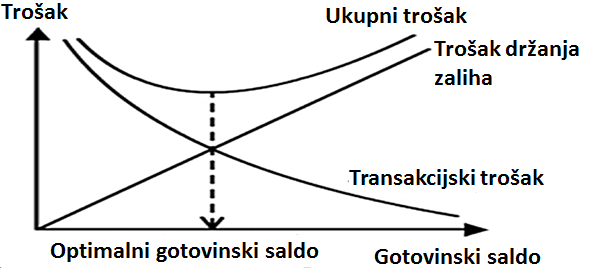 Trošak
Ukupni trošak
Trošak držanja
zaliha
Transakcijski trošak
Optimalni gotovinski saldo
Gotovinski saldo